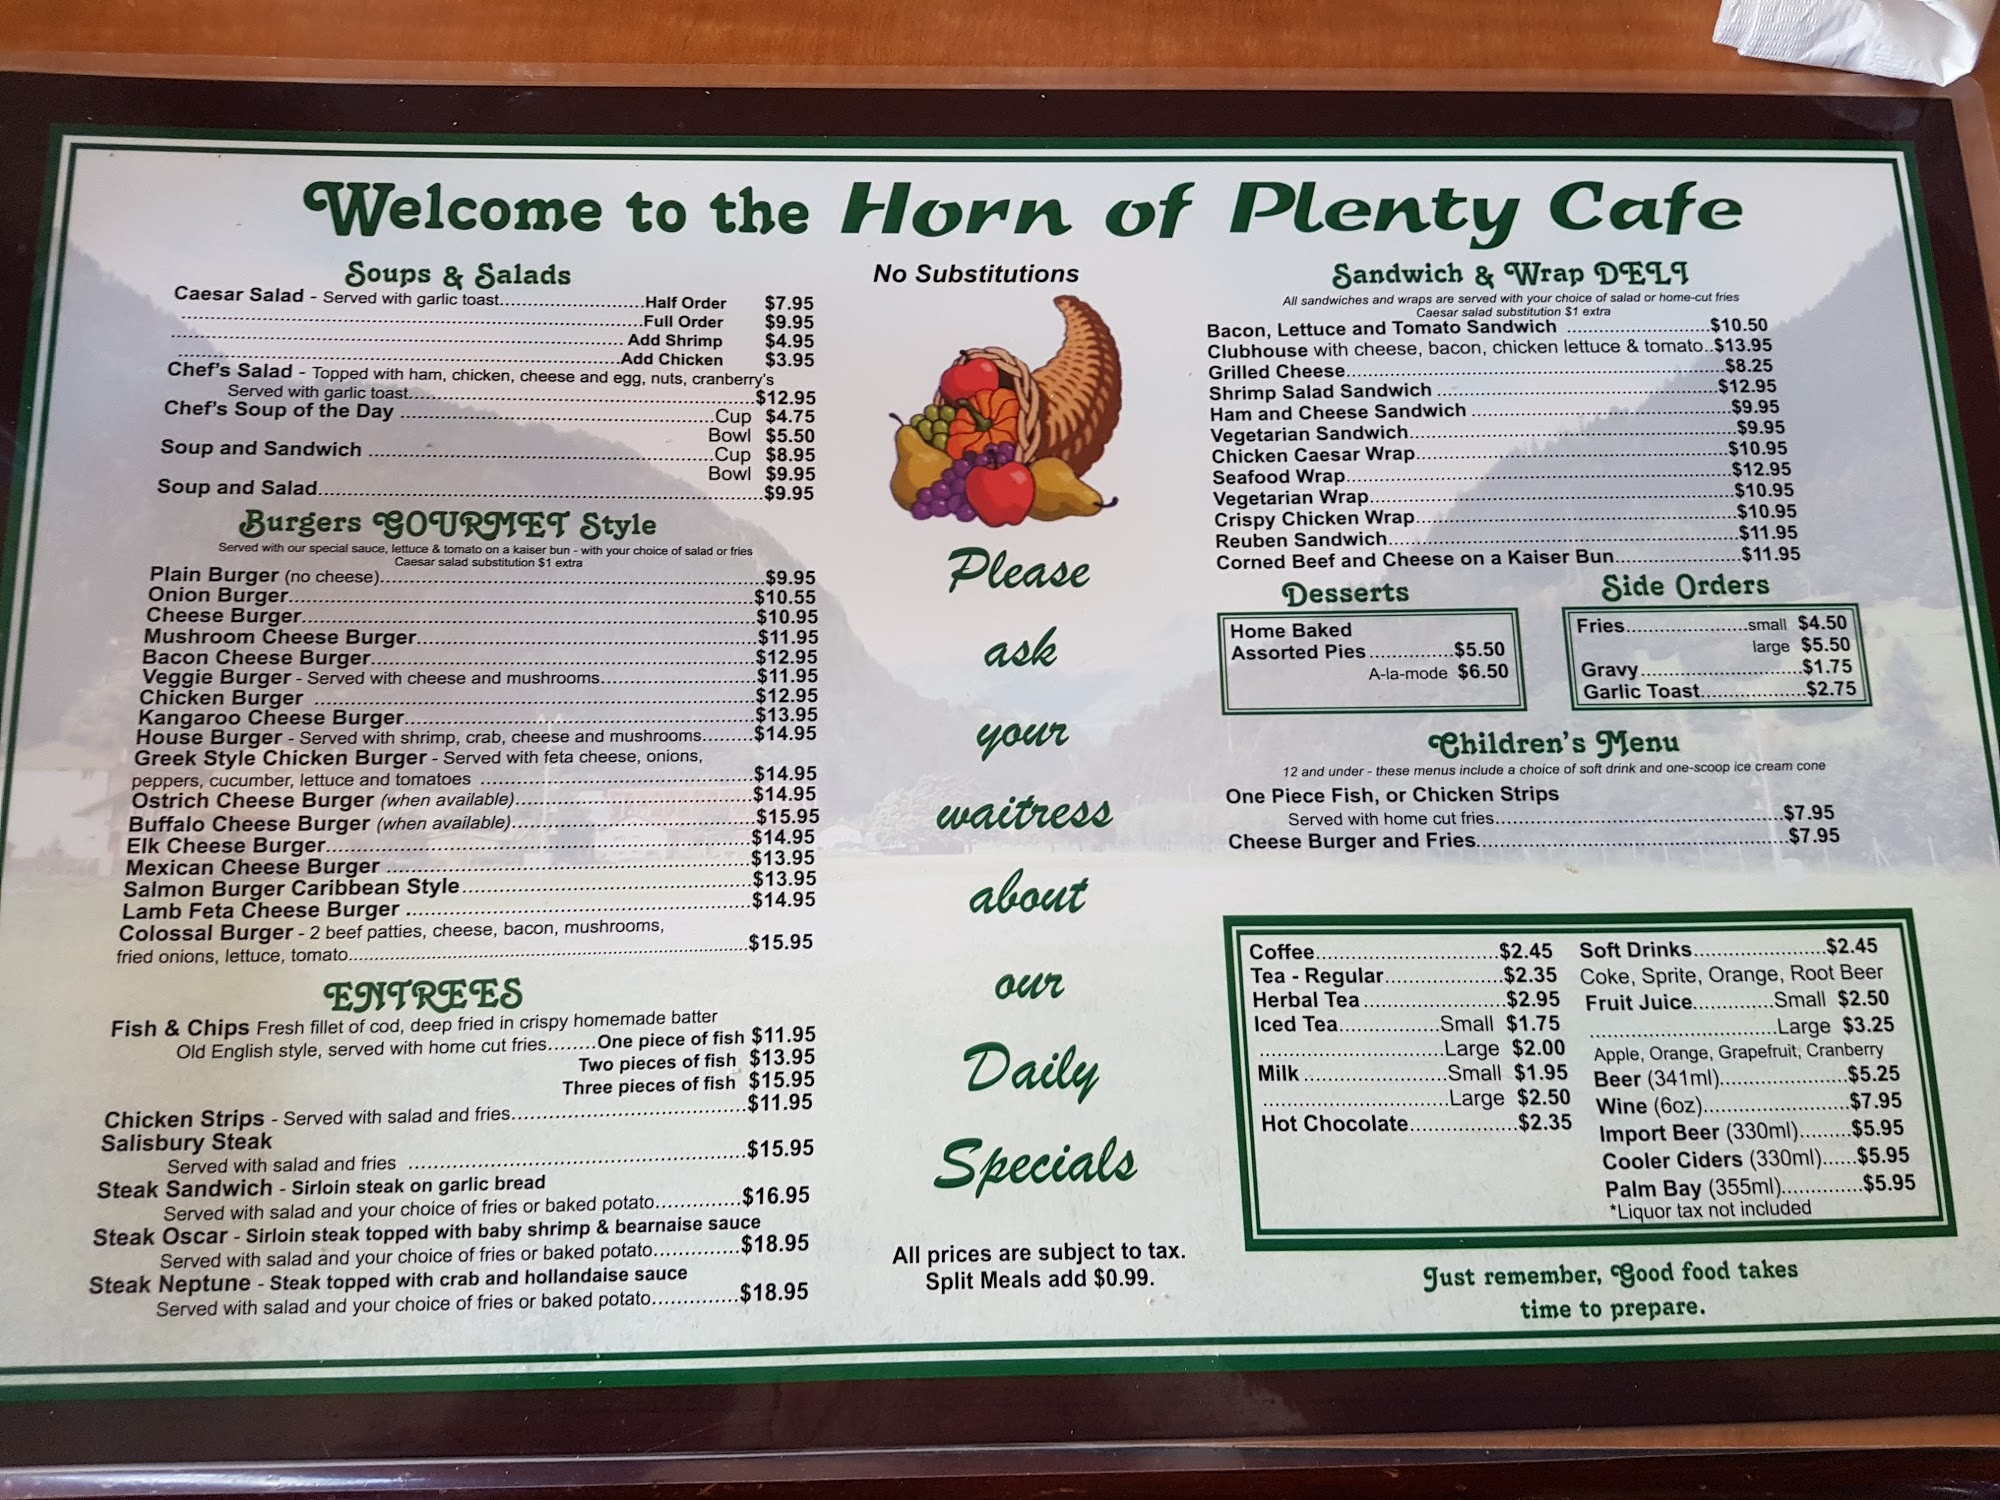 Welcome to the Horn of Plenty Cafe
Soups & Salads
Caesar Salad - Served with garlic toast..............................Half Order $7.95
..............................Full Order $9.95
..............................Add Shrimp $4.95
..............................Add Chicken $3.95
Chef's Salad - Topped with ham, chicken, cheese and egg, nuts, cranberry's
Served with garlic toast..............................$12.95
Chef's Soup of the Day ..............................Cup $4.75
Bowl $5.50
Soup and Sandwich ..............................Cup $8.95
Bowl $9.95
Soup and Salad..............................$9.95
Burgers GOURMET Style
Served with our special sauce, lettuce & tomato on a kaiser bun - with your choice of salad or fries
Caesar salad substitution $1 extra
Plain Burger (no cheese)..............................$9.95
Onion Burger..............................$10.55
Cheese Burger..............................$10.95
Mushroom Cheese Burger..............................$11.95
Bacon Cheese Burger..............................$12.95
Veggie Burger - Served with cheese and mushrooms..............................$11.95
Chicken Burger ..............................$12.95
Kangaroo Cheese Burger..............................$13.95
House Burger - Served with shrimp, crab, cheese and mushrooms.........$14.95
Greek Style Chicken Burger - Served with feta cheese, onions,
peppers, cucumber, lettuce and tomatoes ..............................$14.95
Ostrich Cheese Burger (when available)..............................$14.95
Buffalo Cheese Burger (when available)..............................$15.95
Elk Cheese Burger..............................$14.95
Mexican Cheese Burger ..............................$13.95
Salmon Burger Caribbean Style..............................$13.95
Lamb Feta Cheese Burger ..............................$14.95
Colossal Burger - 2 beef patties, cheese, bacon, mushrooms,
fried onions, lettuce, tomato..............................$15.95
ENTREES
Fish & Chips Fresh fillet of cod, deep fried in crispy homemade batter
Old English style, served with home cut fries........One piece of fish $11.95
Two pieces of fish $13.95
Three pieces of fish $15.95
Chicken Strips - Served with salad and fries..............................$11.95
Salisbury Steak
Served with salad and fries ..............................$15.95
Steak Sandwich - Sirloin steak on garlic bread
Served with salad and your choice of fries or baked potato..............$16.95
Steak Oscar - Sirloin steak topped with baby shrimp & bearnaise sauce
Served with salad and your choice of fries or baked potato..............$18.95
Steak Neptune - Steak topped with crab and hollandaise sauce
Served with salad and your choice of fries or baked potato..............$18.95
No Substitutions
Please
ask
your
waitress
about
our
Daily
Specials
All prices are subject to tax.
Split Meals add $0.99.
Sandwich & Wrap DELI
All sandwiches and wraps are served with your choice of salad or home-cut fries
Caesar salad substitution $1 extra
Bacon, Lettuce and Tomato Sandwich ..............................$10.50
Clubhouse with cheese, bacon, chicken lettuce & tomato..$13.95
Grilled Cheese..............................$8.25
Shrimp Salad Sandwich ..............................$12.95
Ham and Cheese Sandwich ..............................$9.95
Vegetarian Sandwich..............................$9.95
Chicken Caesar Wrap..............................$10.95
Seafood Wrap..............................$12.95
Vegetarian Wrap..............................$10.95
Crispy Chicken Wrap..............................$10.95
Reuben Sandwich..............................$11.95
Corned Beef and Cheese on a Kaiser Bun......................$11.95
Desserts
Home Baked
Assorted Pies..............$5.50
A-la-mode $6.50
Side Orders
Fries......................small $4.50
large $5.50
Gravy..............................$1.75
Garlic Toast...................$2.75
Children's Menu
12 and under - these menus include a choice of soft drink and one-scoop ice cream cone
One Piece Fish, or Chicken Strips
Served with home cut fries..............................$7.95
Cheese Burger and Fries..............................$7.95
Coffee..............................$2.45
Tea - Regular.....................$2.35
Herbal Tea.........................$2.95
Iced Tea.................Small $1.75
..............................Large $2.00
Milk.........................Small $1.95
..............................Large $2.50
Hot Chocolate...................$2.35
Soft Drinks.......................$2.45
Coke, Sprite, Orange, Root Beer
Fruit Juice..............Small $2.50
..............................Large $3.25
Apple, Orange, Grapefruit, Cranberry
Beer (341ml).......................$5.25
Wine (6oz)..........................$7.95
Import Beer (330ml).........$5.95
Cooler Ciders (330ml)......$5.95
Palm Bay (355ml)..............$5.95
*Liquor tax not included
Just remember, Good food takes
time to prepare.